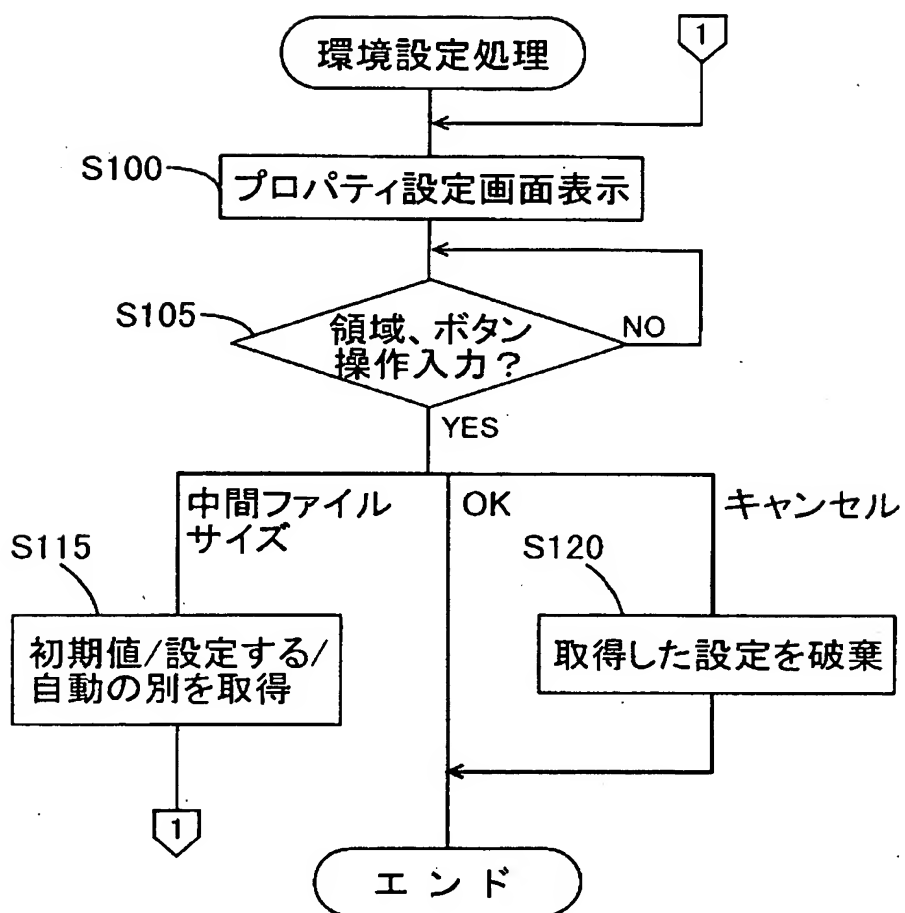 環境設定処理
1
S100
プロパティ設定画面表示
S105
領域、ボタン
操作入力？
NO
YES
中間ファイル
サイズ
OK
キャンセル
S115
S120
初期値/設定する/
自動の別を取得
取得した設定を破棄
1
エンド